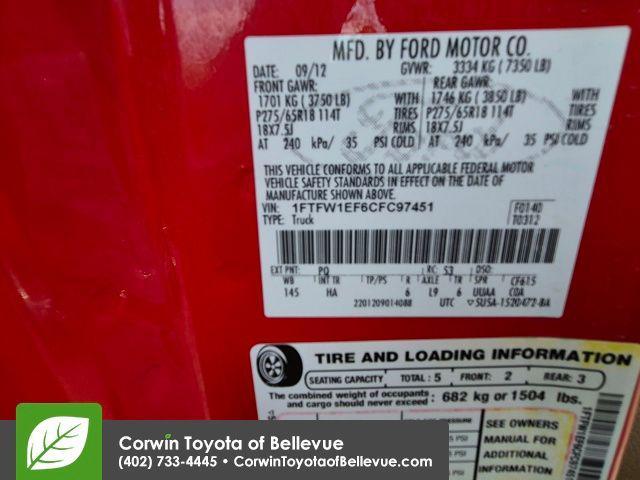 MFD. BY FORD MOTOR CO.
DATE: 09/12 GVWR: 3334 KG ( 7350 LB)
FRONT GAWR: REAR GAWR:
1701 KG ( 3750 LB) WITH 1746 KG ( 3850 LB) WITH
P275/65R18 114T TIRES P275/65R18 114T TIRES
18X7.5J RIMS 18X7.5J RIMS
AT 240 kPa/ 35 PSI COLD AT 240 kPa/ 35 PSI COLD
THIS VEHICLE CONFORMS TO ALL APPLICABLE FEDERAL MOTOR
VEHICLE SAFETY STANDARDS IN EFFECT ON THE DATE OF
MANUFACTURE SHOWN ABOVE.
VIN: 1FTFW1EF6CFC97451 F0140
TYPE: Truck T0312
EXT PNT: PQ RC: 53 DSO:
WB INT TR TP/PS R AXLE TR SPR CF615
145 HA 6 L9 6 UUAA CDA
2201209014088 UTC 5U5A-1520472-BA
TIRE AND LOADING INFORMATION
SEATING CAPACITY TOTAL: 5 FRONT: 2 REAR: 3
The combined weight of occupants
and cargo should never exceed: 682 kg or 1504 lbs.
SEE OWNERS
PSI MANUAL FOR
PSI ADDITIONAL
INFORMATION
Corwin Toyota of Bellevue
(402) 733-4445 • CorwinToyotaofBellevue.com